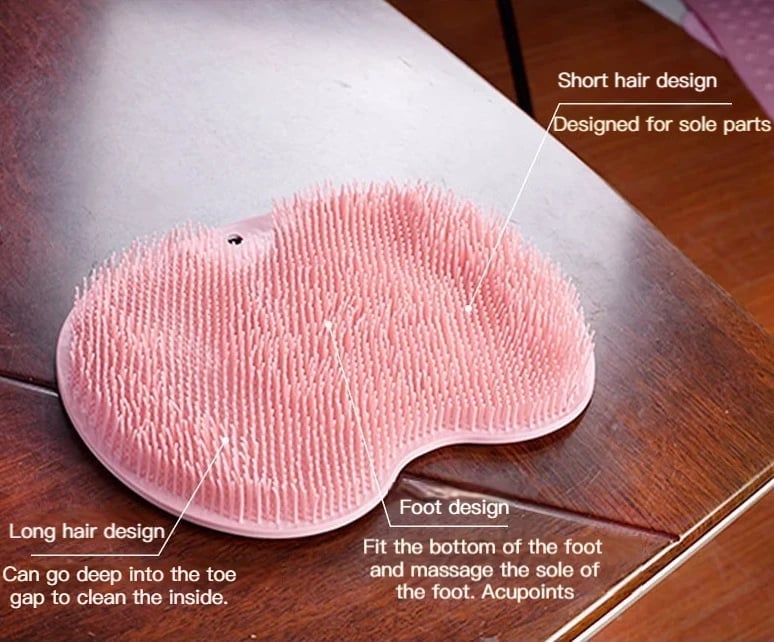 Short hair design
Designed for sole parts
Foot design
Fit the bottom of the foot
and massage the sole of
the foot. Acupoints
Long hair design
Can go deep into the toe
gap to clean the inside.